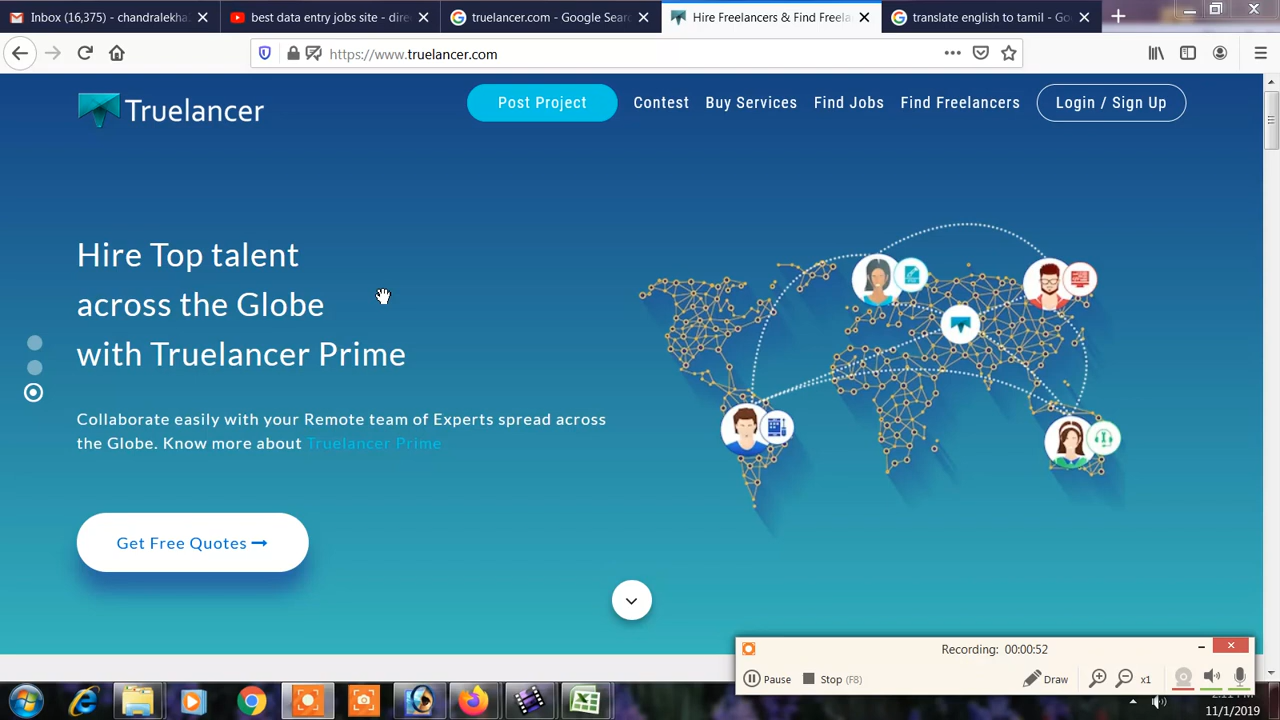 Inbox (16,375) - chandralekha.
best data entry jobs site - dire
truelancer.com - Google Sear
Hire Freelancers & Find Freela
translate english to tamil - Go
https://www.truelancer.com
Truelancer
Post Project
Contest
Buy Services
Find Jobs
Find Freelancers
Login / Sign Up
Hire Top talent
across the Globe
with Truelancer Prime
Collaborate easily with your Remote team of Experts spread across
the Globe. Know more about Truelancer Prime
Get Free Quotes
Recording: 00:00:52
Pause
Stop (F8)
Draw
x1
11/1/2019